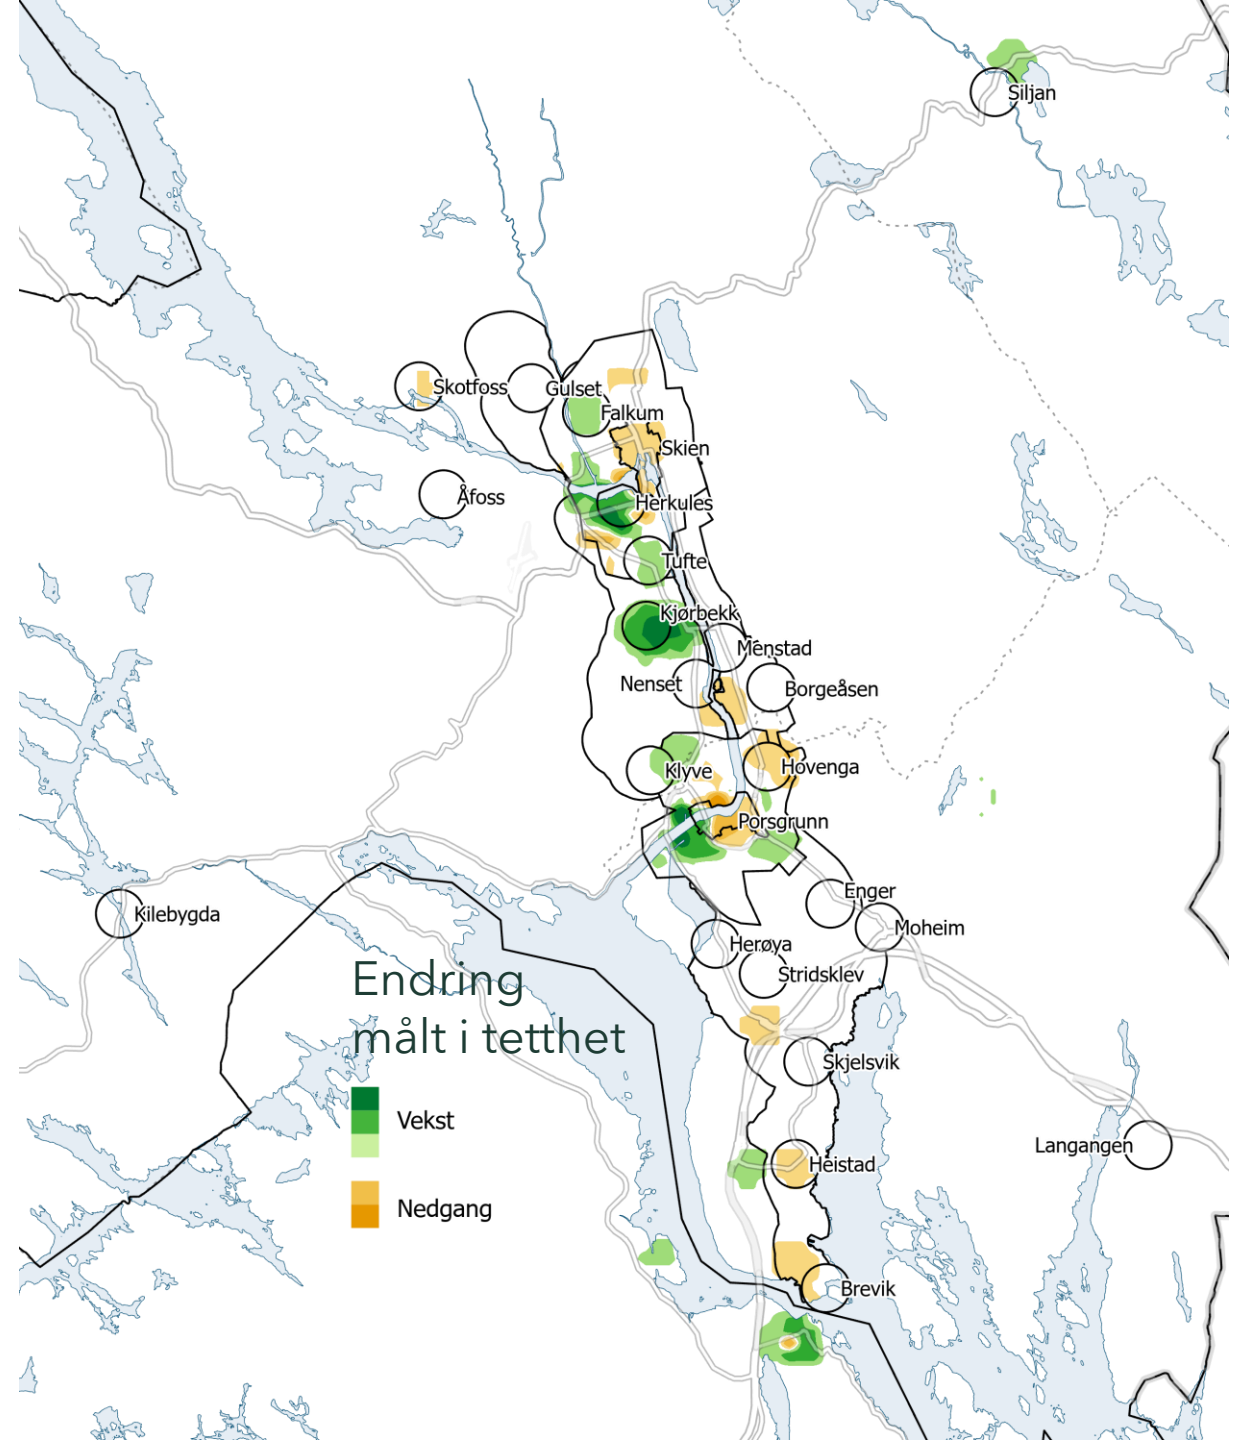 Siljan
Skotfoss
Gulset
Falkum
Skien
Åfoss
Herkules
Tufte
Kjørbekk
Menstad
Nenset
Borgeåsen
Klyve
Hovenga
Porsgrunn
Enger
Kilebygda
Moheim
Herøya
Stridsklev
Endring
målt i tetthet
Skjelsvik
Vekst
Langangen
Heistad
Nedgang
Brevik